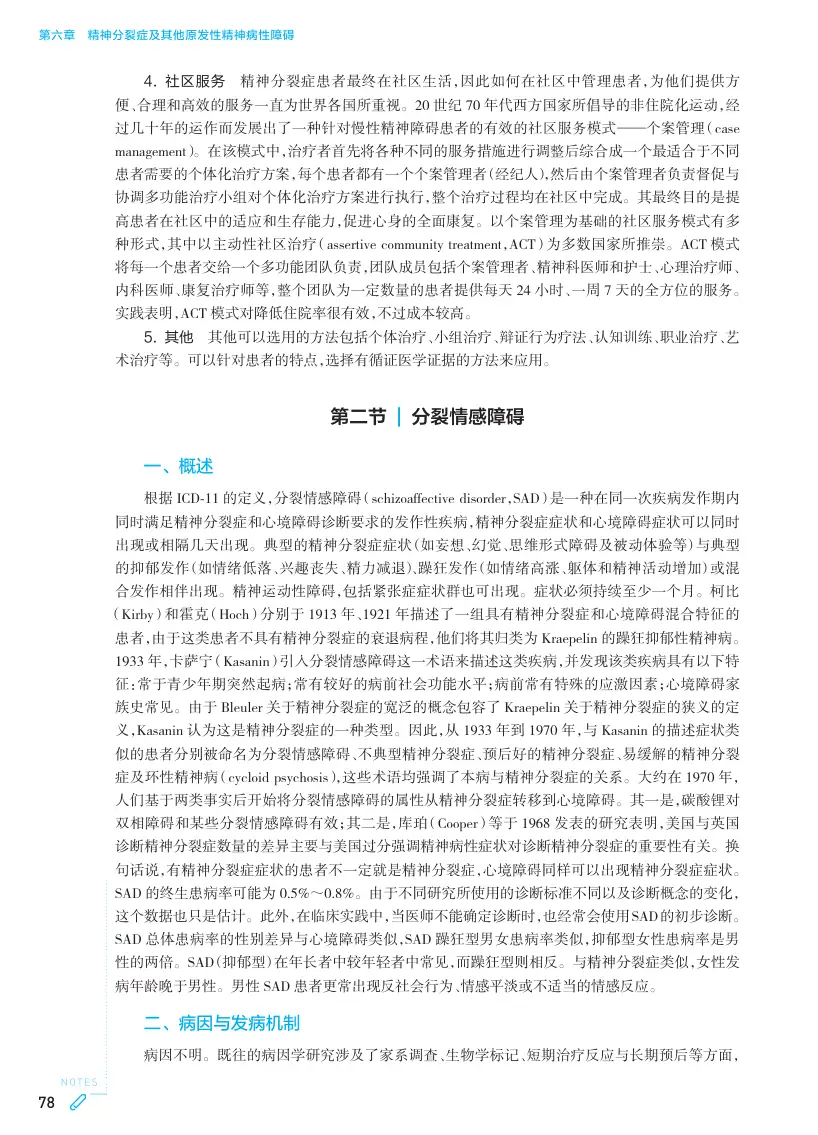 第六章 精神分裂症及其他原发性精神病性障碍
4. 社区服务 精神分裂症患者最终在社区生活,因此如何在社区中管理患者,为他们提供方
便、合理和高效的服务一直为世界各国所重视。20 世纪 70 年代西方国家所倡导的非住院化运动,经
过几十年的运作而发展出了一种针对慢性精神障碍患者的有效的社区服务模式——个案管理(case
management)。在该模式中,治疗者首先将各种不同的服务措施进行调整后综合成一个最适合于不同
患者需要的个体化治疗方案,每个患者都有一个个案管理者(经纪人),然后由个案管理者负责督促与
协调多功能治疗小组对个体化治疗方案进行执行,整个治疗过程均在社区中完成。其最终目的是提
高患者在社区中的适应和生存能力,促进心身的全面康复。以个案管理为基础的社区服务模式有多
种形式,其中以主动性社区治疗(assertive community treatment,ACT)为多数国家所推崇。ACT 模式
将每一个患者交给一个多功能团队负责,团队成员包括个案管理者、精神科医师和护士、心理治疗师、
内科医师、康复治疗师等,整个团队为一定数量的患者提供每天 24 小时、一周 7 天的全方位的服务。
实践表明,ACT 模式对降低住院率很有效,不过成本较高。
5. 其他 其他可以选用的方法包括个体治疗、小组治疗、辩证行为疗法、认知训练、职业治疗、艺
术治疗等。可以针对患者的特点,选择有循证医学证据的方法来应用。
第二节 | 分裂情感障碍
一、概述
根据 ICD-11 的定义,分裂情感障碍(schizoaffective disorder,SAD)是一种在同一次疾病发作期内
同时满足精神分裂症和心境障碍诊断要求的发作性疾病,精神分裂症症状和心境障碍症状可以同时
出现或相隔几天出现。典型的精神分裂症症状(如妄想、幻觉、思维形式障碍及被动体验等)与典型
的抑郁发作(如情绪低落、兴趣丧失、精力减退)、躁狂发作(如情绪高涨、躯体和精神活动增加)或混
合发作相伴出现。精神运动性障碍,包括紧张症症状群也可出现。症状必须持续至少一个月。柯比
(Kirby)和霍克(Hoch)分别于 1913 年、1921 年描述了一组具有精神分裂症和心境障碍混合特征的
患者,由于这类患者不具有精神分裂症的衰退病程,他们将其归类为 Kraepelin 的躁狂抑郁性精神病。
1933 年,卡萨宁(Kasanin)引入分裂情感障碍这一术语来描述这类疾病,并发现该类疾病具有以下特
征:常于青少年期突然起病;常有较好的病前社会功能水平;病前常有特殊的应激因素;心境障碍家
族史常见。由于 Bleuler 关于精神分裂症的宽泛的概念包容了 Kraepelin 关于精神分裂症的狭义的定
义,Kasanin 认为这是精神分裂症的一种类型。因此,从 1933 年到 1970 年,与 Kasanin 的描述症状类
似的患者分别被命名为分裂情感障碍、不典型精神分裂症、预后好的精神分裂症、易缓解的精神分裂
症及环性精神病(cycloid psychosis),这些术语均强调了本病与精神分裂症的关系。大约在 1970 年,
人们基于两类事实后开始将分裂情感障碍的属性从精神分裂症转移到心境障碍。其一是,碳酸锂对
双相障碍和某些分裂情感障碍有效;其二是,库珀(Cooper)等于 1968 发表的研究表明,美国与英国
诊断精神分裂症数量的差异主要与美国过分强调精神病性症状对诊断精神分裂症的重要性有关。换
句话说,有精神分裂症症状的患者不一定就是精神分裂症,心境障碍同样可以出现精神分裂症症状。
SAD 的终生患病率可能为 0.5%～0.8%。由于不同研究所使用的诊断标准不同以及诊断概念的变化,
这个数据也只是估计。此外,在临床实践中,当医师不能确定诊断时,也经常会使用SAD的初步诊断。
SAD 总体患病率的性别差异与心境障碍类似,SAD 躁狂型男女患病率类似,抑郁型女性患病率是男
性的两倍。SAD(抑郁型)在年长者中较年轻者中常见,而躁狂型则相反。与精神分裂症类似,女性发
病年龄晚于男性。男性 SAD 患者更常出现反社会行为、情感平淡或不适当的情感反应。
二、病因与发病机制
病因不明。既往的病因学研究涉及了家系调查、生物学标记、短期治疗反应与长期预后等方面,
NOTES
78